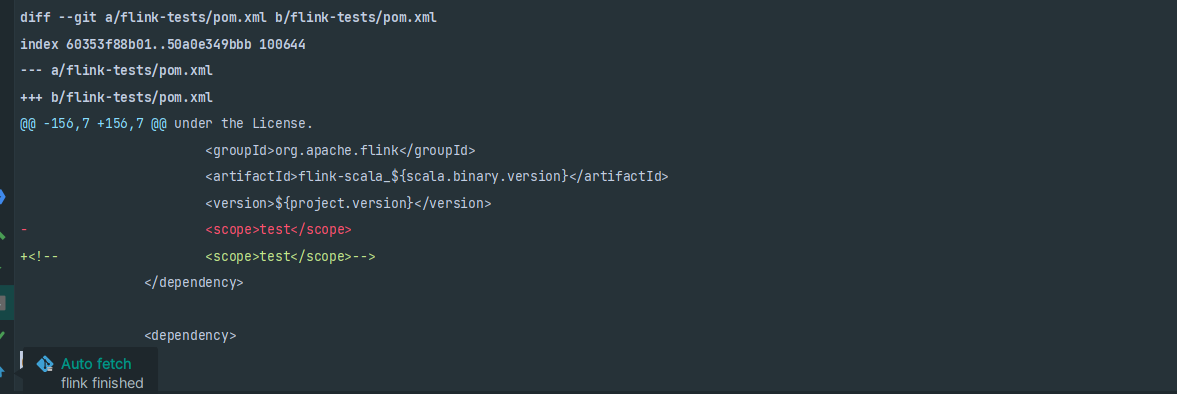 diff --git a/flink-tests/pom.xml b/flink-tests/pom.xml
index 60353f88b01..50a0e349bbb 100644
--- a/flink-tests/pom.xml
+++ b/flink-tests/pom.xml
@@ -156,7 +156,7 @@ under the License.
<groupId>org.apache.flink</groupId>
<artifactId>flink-scala_${scala.binary.version}</artifactId>
<version>${project.version}</version>
- <scope>test</scope>
+<!-- <scope>test</scope>-->
</dependency>
<dependency>
Auto fetch
flink finished